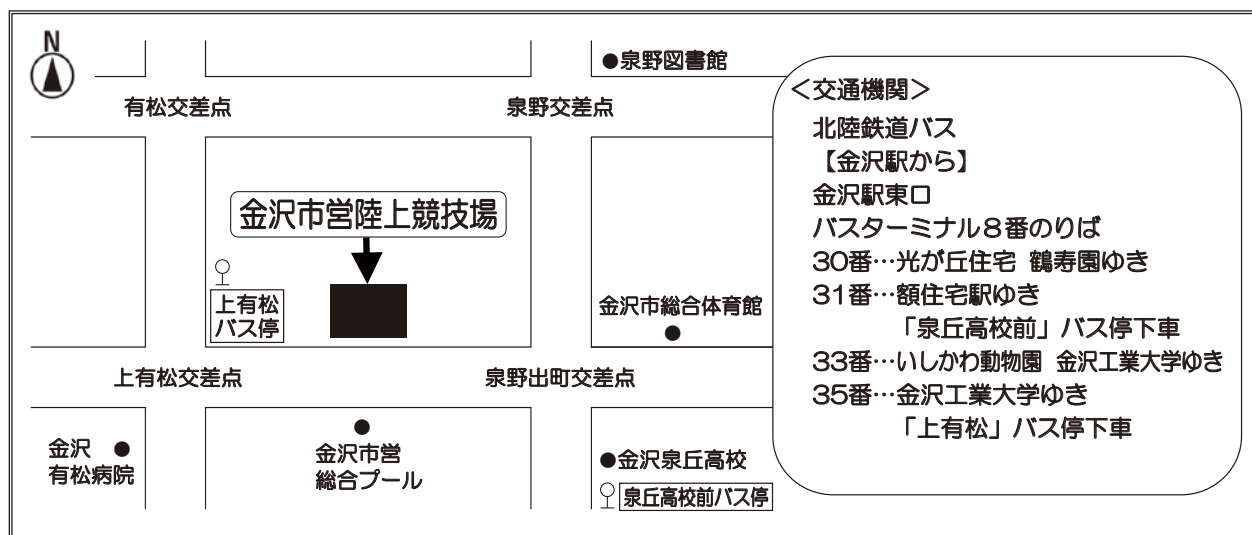 N
●泉野図書館
有松交差点
泉野交差点
金沢市営陸上競技場
上有松
バス停
金沢市総合体育館
上有松交差点
泉野出町交差点
金沢
有松病院
金沢市営
総合プール
●金沢泉丘高校
泉丘高校前バス停
＜交通機関＞
北陸鉄道バス
【金沢駅から】
金沢駅東口
バスターミナル8番のりば
30番…光が丘住宅 鶴寿園ゆき
31番…額住宅駅ゆき
「泉丘高校前」バス停下車
33番…いしかわ動物園 金沢工業大学ゆき
35番…金沢工業大学ゆき
「上有松」バス停下車